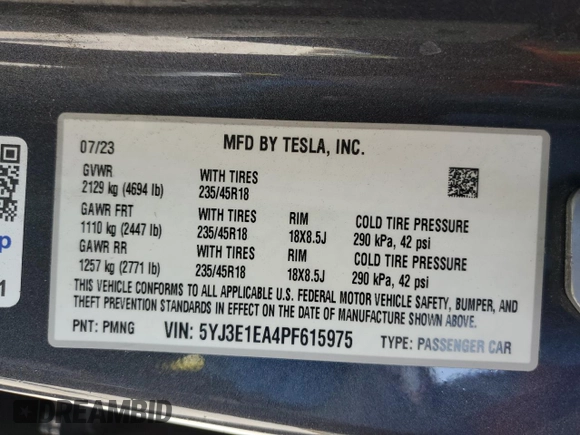 07/23 MFD BY TESLA, INC.
GVWR WITH TIRES
2129 kg (4694 lb) 235/45R18
GAWR FRT WITH TIRES RIM COLD TIRE PRESSURE
1110 kg (2447 lb) 235/45R18 18X8.5J 290 kPa, 42 psi
GAWR RR WITH TIRES RIM COLD TIRE PRESSURE
1257 kg (2771 lb) 235/45R18 18X8.5J 290 kPa, 42 psi
THIS VEHICLE CONFORMS TO ALL APPLICABLE U.S. FEDERAL MOTOR VEHICLE SAFETY, BUMPER, AND
THEFT PREVENTION STANDARDS IN EFFECT ON THE DATE OF MANUFACTURE SHOWN ABOVE.
PNT: PMNG VIN: 5YJ3E1EA4PF615975 TYPE: PASSENGER CAR
p
1
DREAMBID